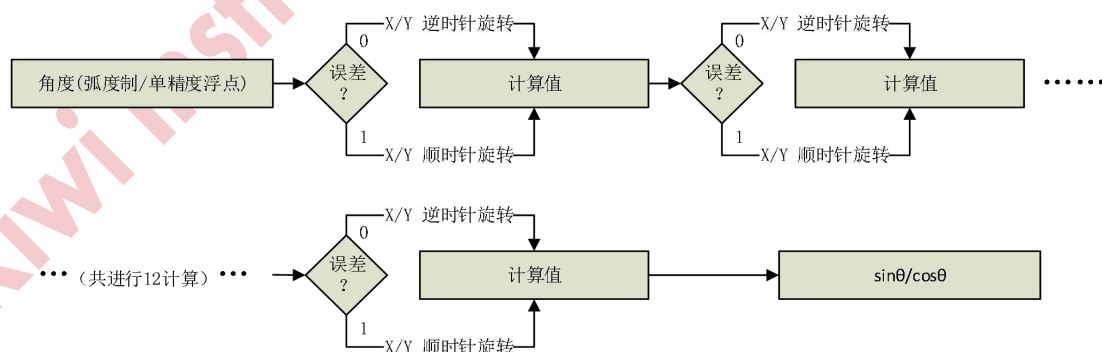 X/Y 逆时针旋转
X/Y 逆时针旋转
0
0
角度(弧度制/单精度浮点)
误差
?
计算值
误差
?
计算值
……
1
1
X/Y 顺时针旋转
X/Y 顺时针旋转
X/Y 逆时针旋转
0
…（共进行12计算）…
误差
?
计算值
sinθ/cosθ
1
X/Y 顺时针旋转